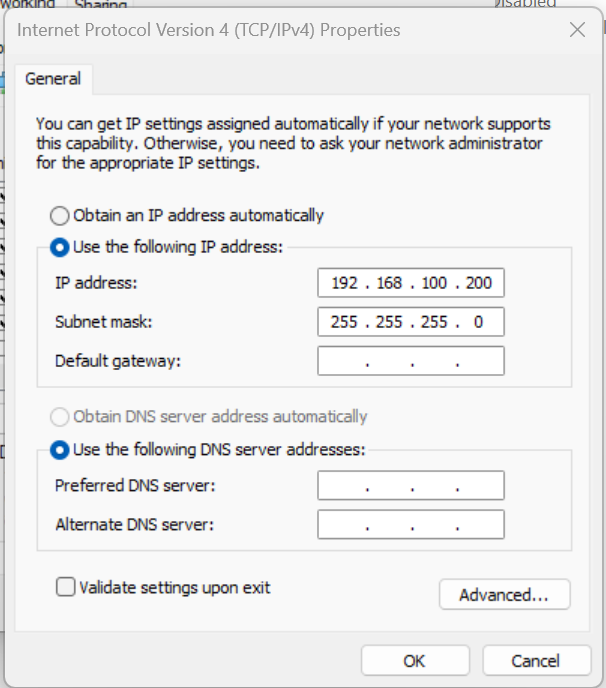 Sharing
Disabled
Internet Protocol Version 4 (TCP/IPv4) Properties
General
You can get IP settings assigned automatically if your network supports
this capability. Otherwise, you need to ask your network administrator
for the appropriate IP settings.
Obtain an IP address automatically
Use the following IP address:
IP address: 192 . 168 . 100 . 200
Subnet mask: 255 . 255 . 255 . 0
Default gateway: . . .
Obtain DNS server address automatically
Use the following DNS server addresses:
Preferred DNS server: . . .
Alternate DNS server: . . .
Validate settings upon exit
Advanced...
OK Cancel